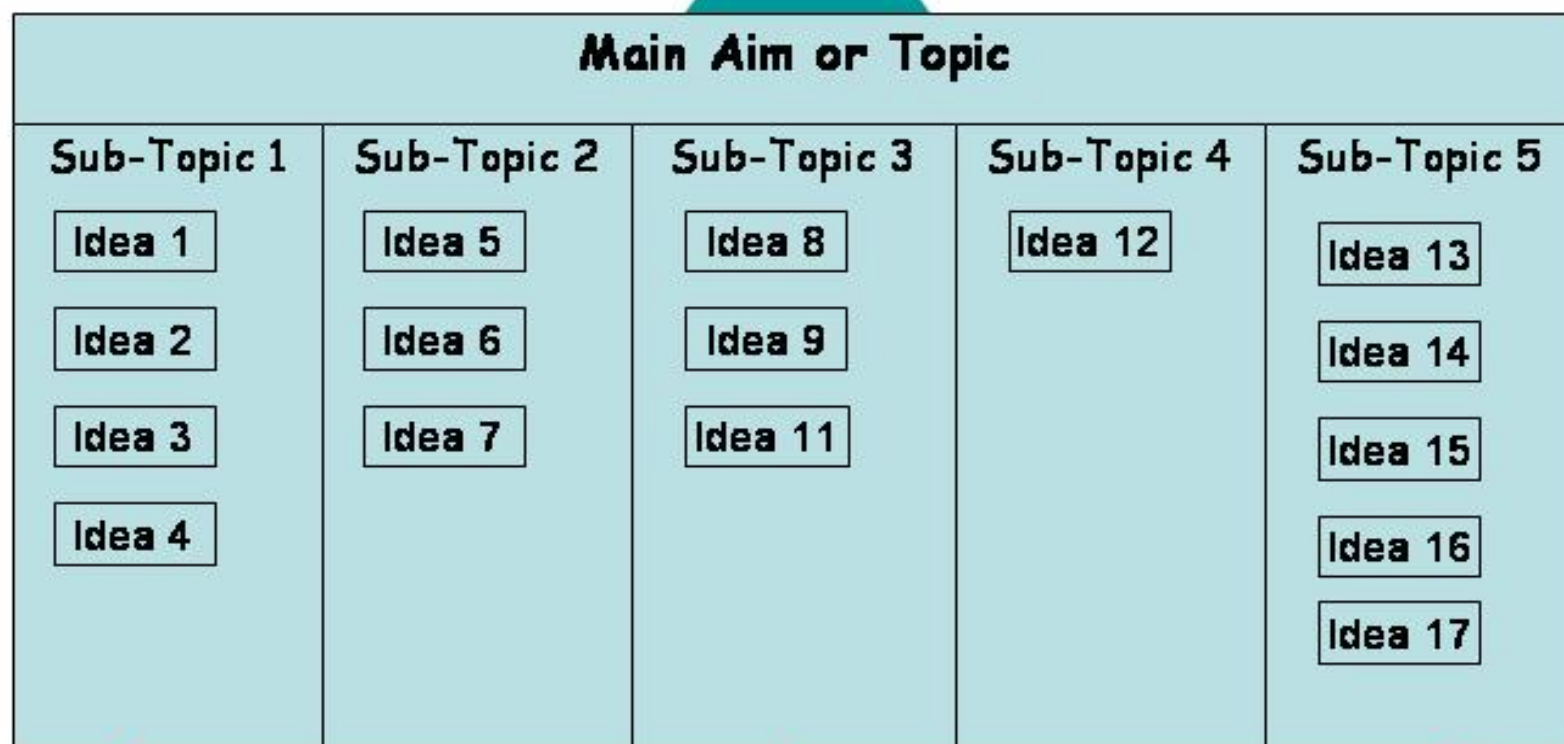 Main Aim or Topic
Sub-Topic 1
Idea 1
Idea 2
Idea 3
Idea 4
Sub-Topic 2
Idea 5
Idea 6
Idea 7
Sub-Topic 3
Idea 8
Idea 9
Idea 11
Sub-Topic 4
Idea 12
Sub-Topic 5
Idea 13
Idea 14
Idea 15
Idea 16
Idea 17